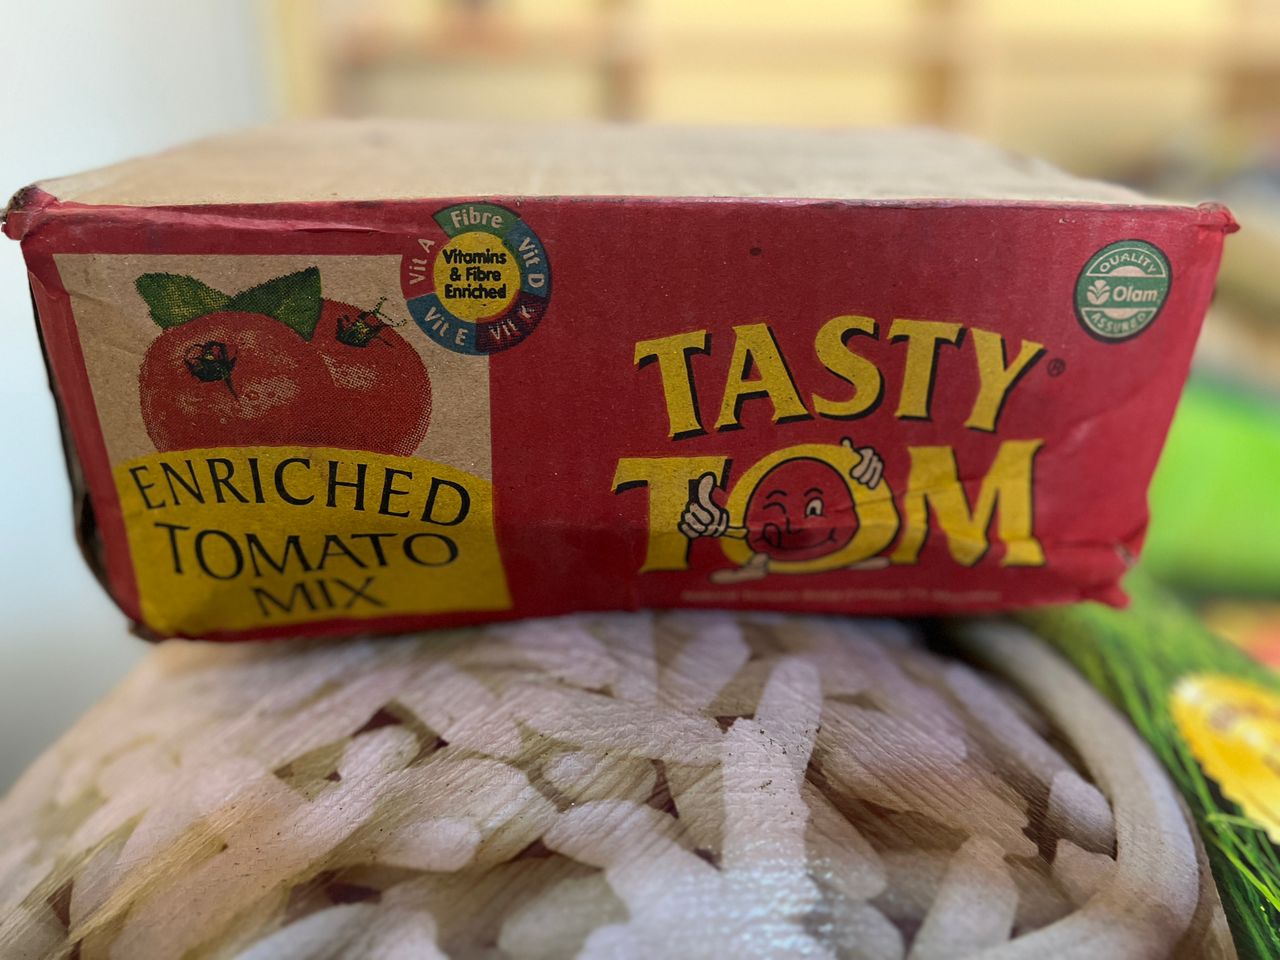 Fibre
Vit A
Vit D
Vitamins
& Fibre
Enriched
Vit E
Vit K
ENRICHED
TOMATO
MIX
TASTY
TOM®
QUALITY
Olam
ASSURED